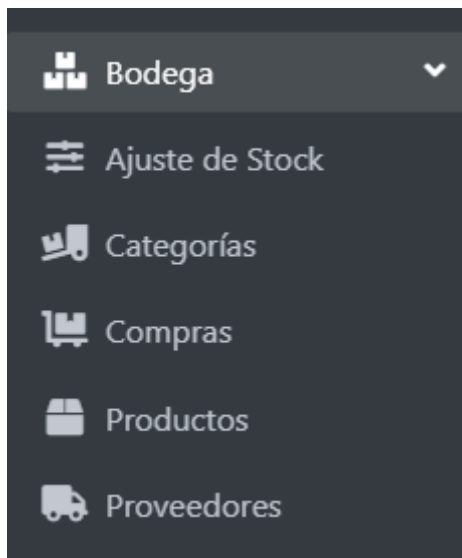 Bodega
Ajuste de Stock
Categorías
Compras
Productos
Proveedores